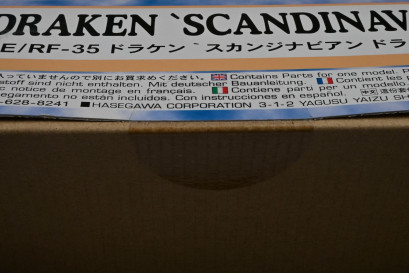 ORAKEN `SCANDINAV
E/RF-35 ドラケン`スカンジナビアン ドラ
入っていませんので別にお買求めください。 Contains Parts for one model. P
stoff sind nicht enthalten. Mit deutscher Bauanleitung. Contient les
c notice de montage en français. Contiene parti per un modello
egamento no están incluidos. Con instrucciones en español.
-628-8241 ■HASEGAWA CORPORATION 3-1-2 YAGUSU YAIZU SH